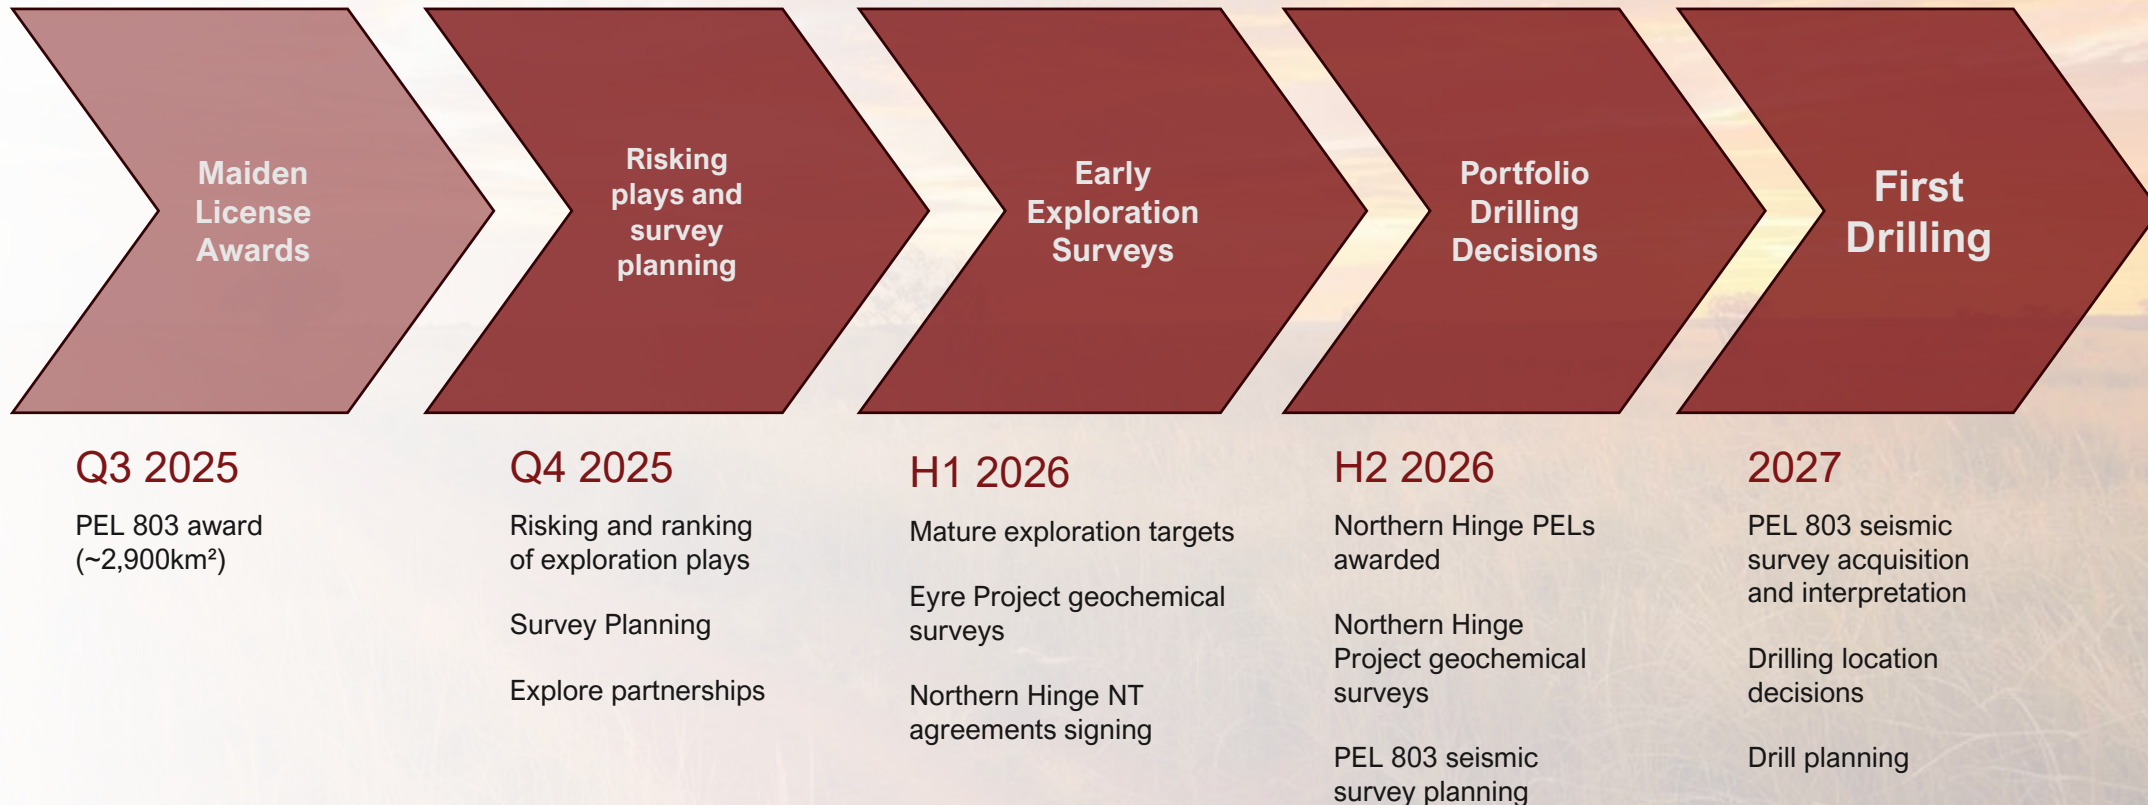 Maiden
License
Awards
Risking
plays and
survey
planning
Early
Exploration
Surveys
Portfolio
Drilling
Decisions
First
Drilling
Q3 2025
PEL 803 award
(~2,900km²)
Q4 2025
Risking and ranking
of exploration plays
Survey Planning
Explore partnerships
H1 2026
Mature exploration targets
Eyre Project geochemical
surveys
Northern Hinge NT
agreements signing
H2 2026
Northern Hinge PELs
awarded
Northern Hinge
Project geochemical
surveys
PEL 803 seismic
survey planning
2027
PEL 803 seismic
survey acquisition
and interpretation
Drilling location
decisions
Drill planning